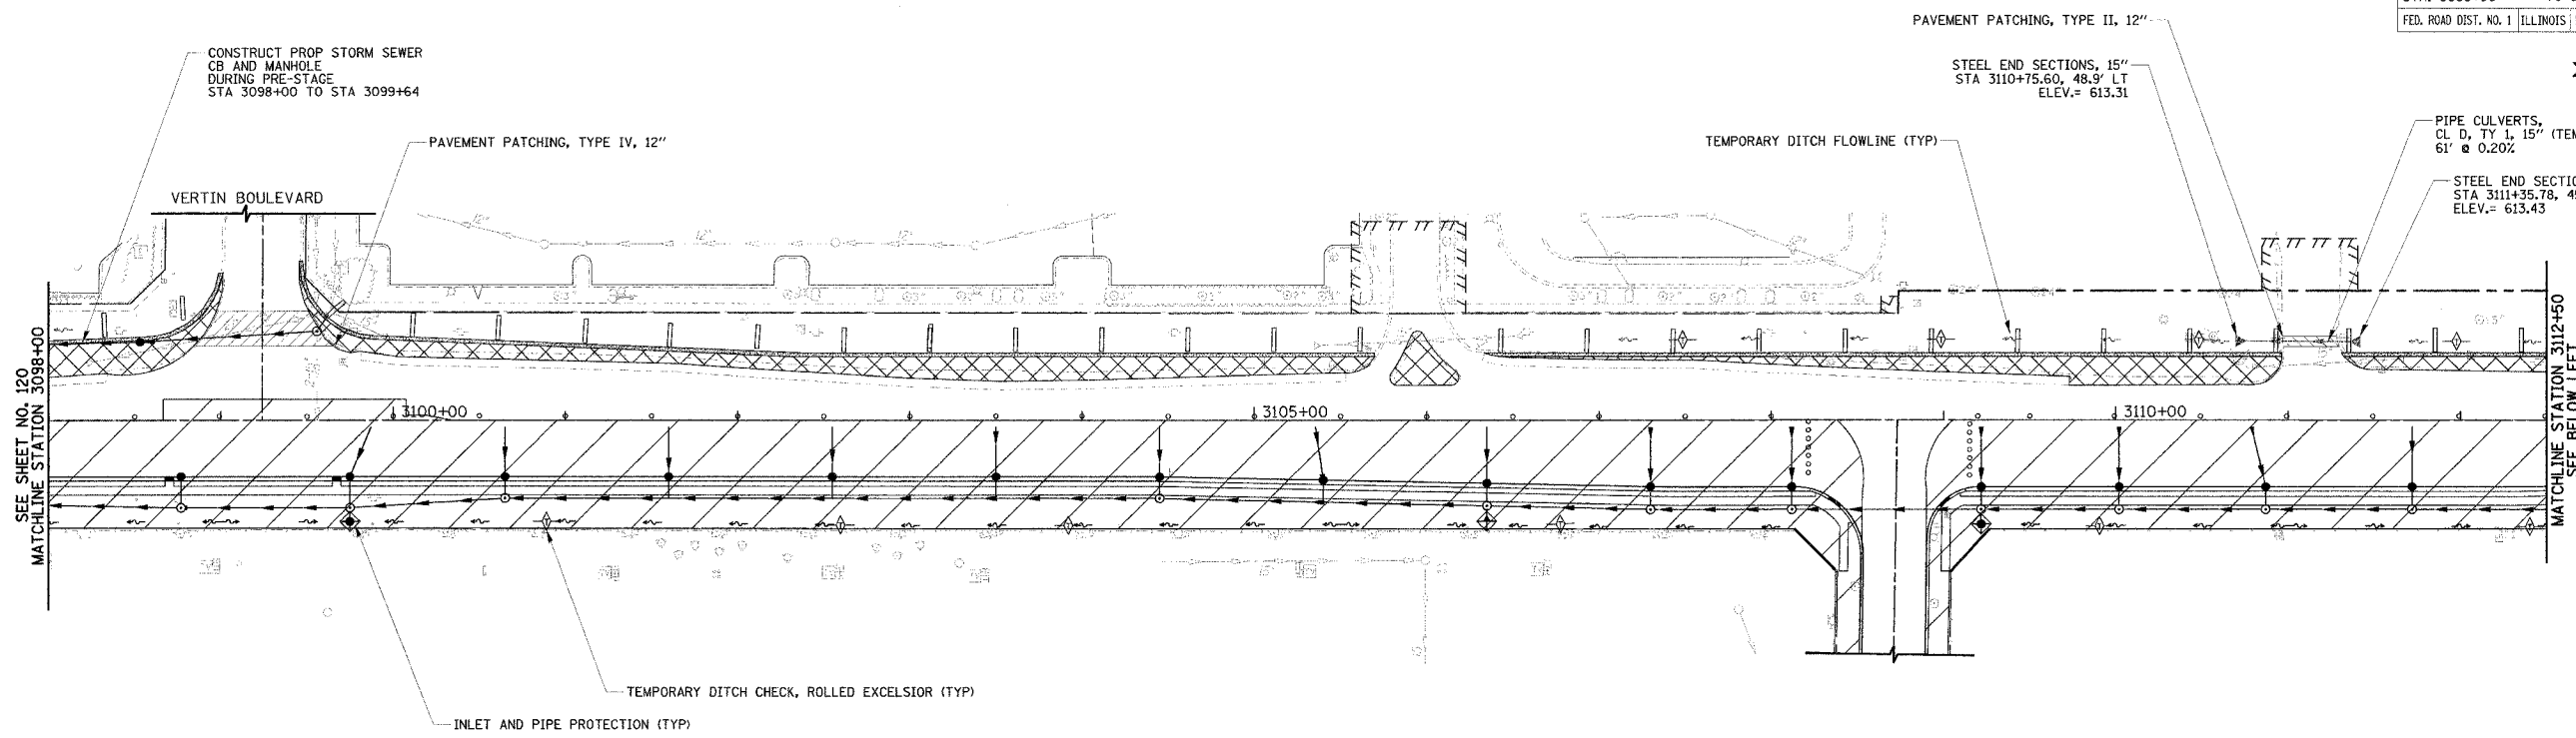 FED. ROAD DIST. NO. 1 ILLINOIS
PAVEMENT PATCHING, TYPE II, 12"
CONSTRUCT PROP STORM SEWER
CB AND MANHOLE
DURING PRE-STAGE
STA 3098+00 TO STA 3099+64
STEEL END SECTIONS, 15"
STA 3110+75.60, 48.9' LT
ELEV.= 613.31
PIPE CULVERTS,
CL D, TY 1, 15"
61' @ 0.20%
PAVEMENT PATCHING, TYPE IV, 12"
TEMPORARY DITCH FLOWLINE (TYP)
STEEL END
STA 3111+35.78,
ELEV.= 613.43
VERTIN BOULEVARD
SEE SHEET NO. 120
MATCHLINE STATION 3098+00
3100+00
3105+00
3110+00
MATCHLINE STATION 3112+50
SEE BELOW LEFT
TEMPORARY DITCH CHECK, ROLLED EXCELSIOR (TYP)
INLET AND PIPE PROTECTION (TYP)